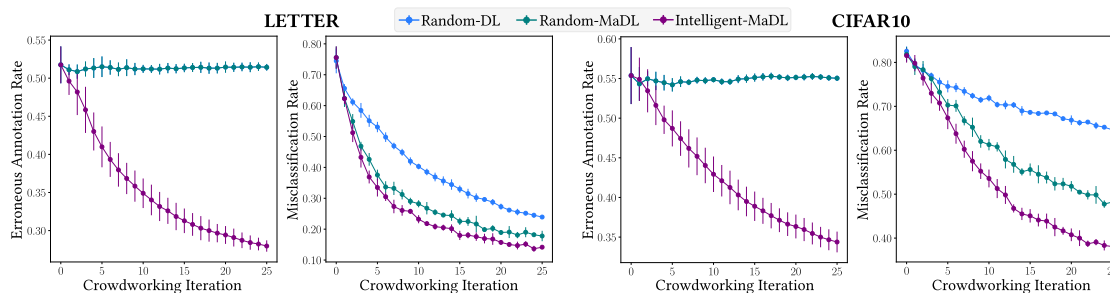 LETTER
Random-DL Random-MaDL Intelligent-MaDL
CIFAR10
Erroneous Annotation Rate
0.55
0.50
0.45
0.40
0.35
0.30
0 5 10 15 20 25
Crowdworking Iteration
Misclassification Rate
0.80
0.70
0.60
0.50
0.40
0.30
0.20
0.10
0 5 10 15 20 25
Crowdworking Iteration
Erroneous Annotation Rate
0.60
0.55
0.50
0.45
0.40
0.35
0 5 10 15 20 25
Crowdworking Iteration
Misclassification Rate
0.80
0.70
0.60
0.50
0.40
0 5 10 15 20 25
Crowdworking Iteration